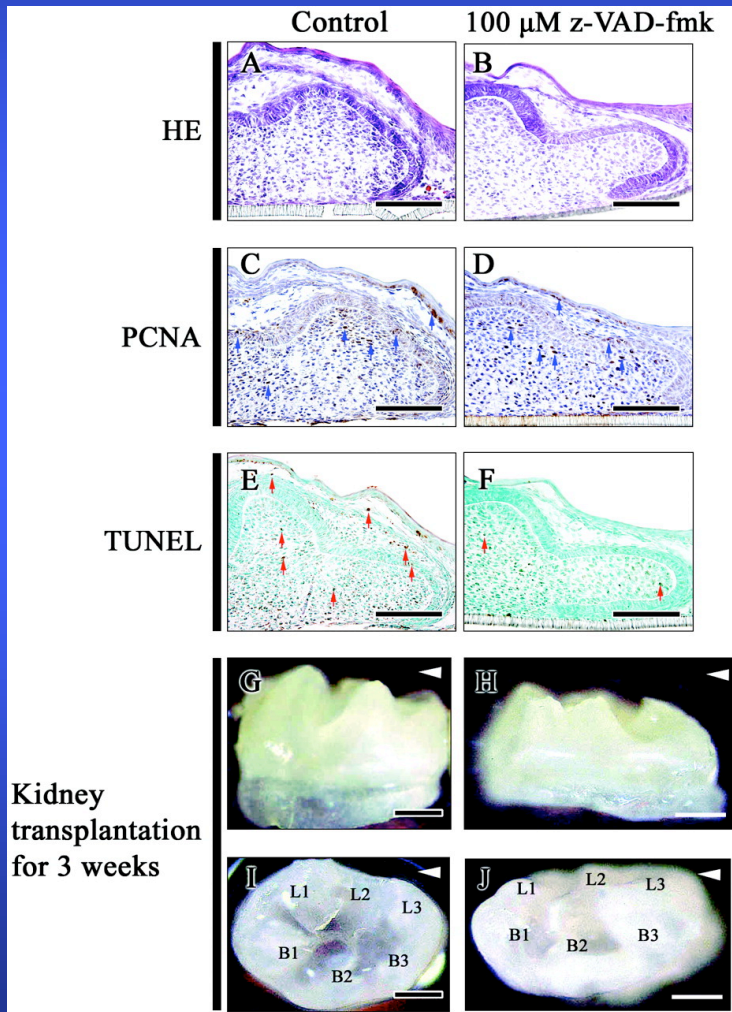 Control 100 μM z-VAD-fmk
HE
A B
PCNA
C D
TUNEL
E F
Kidney
transplantation
for 3 weeks
G H
I J
L1 L2 L3 L1 L2 L3
B1 B2 B3 B1 B2 B3